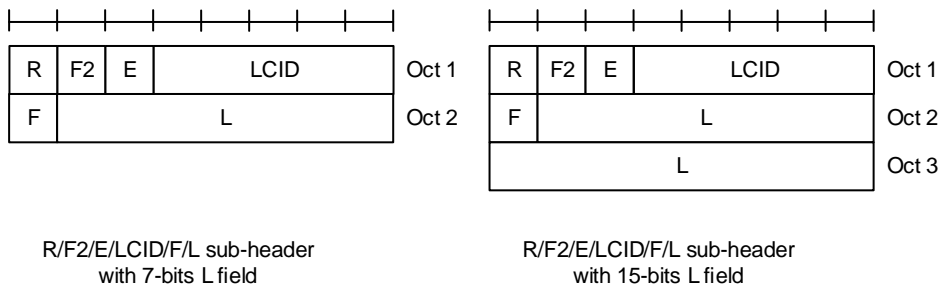 R F2 E LCID Oct 1
F L Oct 2
R/F2/E/LCID/F/L sub-header
with 7-bits L field
R F2 E LCID Oct 1
F L Oct 2
L Oct 3
R/F2/E/LCID/F/L sub-header
with 15-bits L field